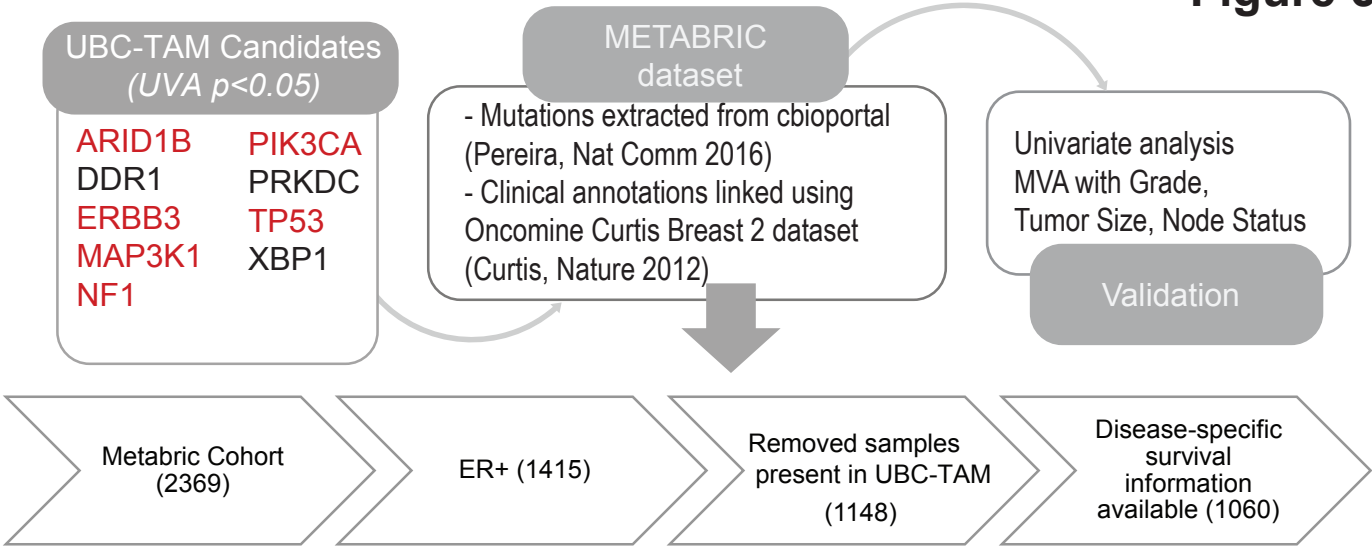 Figure
UBC-TAM Candidates
(UVA p<0.05)
ARID1B
DDR1
ERBB3
MAP3K1
NF1
PIK3CA
PRKDC
TP53
XBP1
METABRIC
dataset
- Mutations extracted from cbioportal
(Pereira, Nat Comm 2016)
- Clinical annotations linked using
Oncomine Curtis Breast 2 dataset
(Curtis, Nature 2012)
Univariate analysis
MVA with Grade,
Tumor Size, Node Status
Validation
Metabric Cohort
(2369)
ER+ (1415)
Removed samples
present in UBC-TAM
(1148)
Disease-specific
survival
information
available (1060)